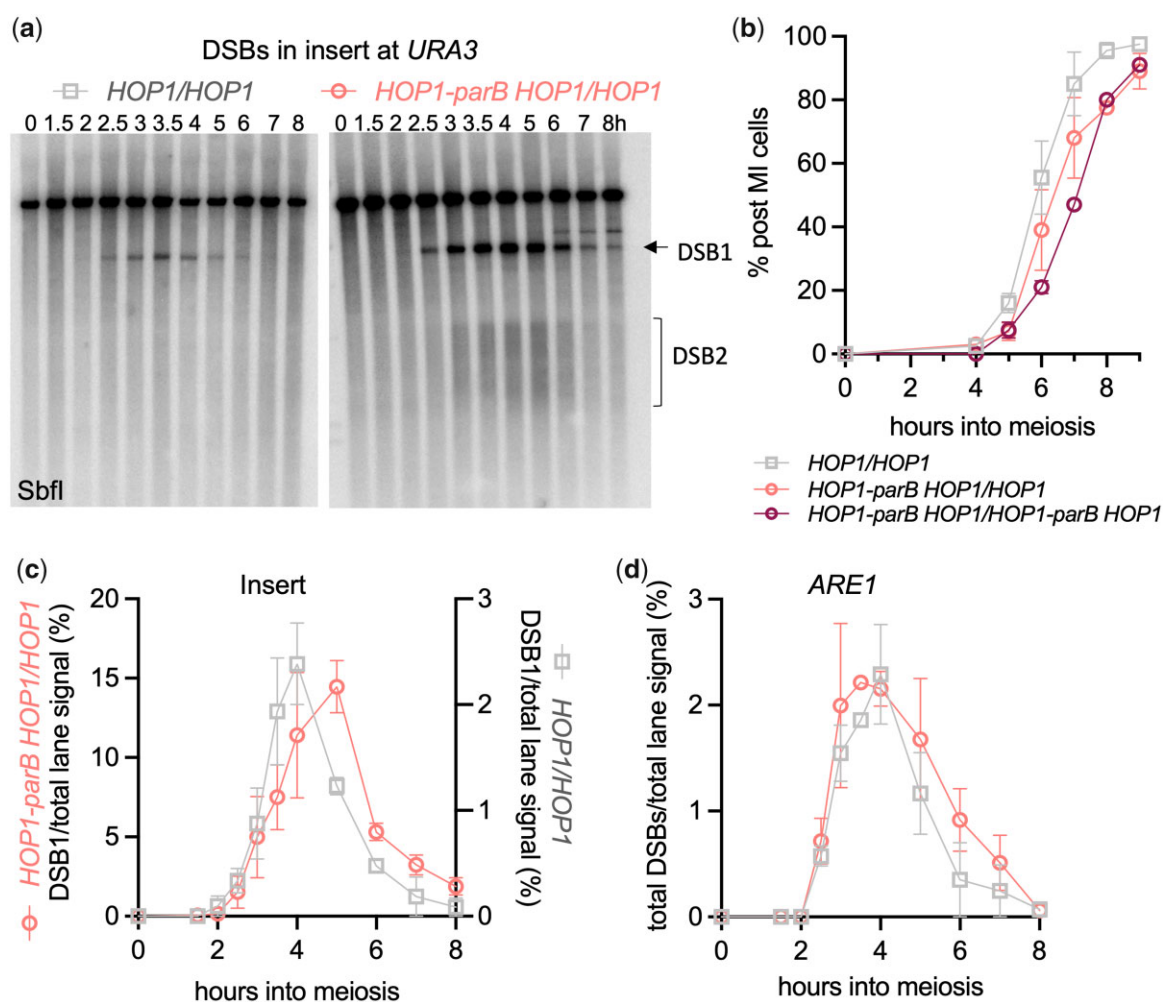 (a)
DSBs in insert at URA3
HOP1/HOP1
HOP1-parB HOP1/HOP1
0 1.5 2 2.5 3 3.5 4 5 6 7 8
0 1.5 2 2.5 3 3.5 4 5 6 7 8h
DSB1
DSB2
SbfI
(b)
% post MI cells
100
80
60
40
20
0
0 2 4 6 8
hours into meiosis
HOP1/HOP1
HOP1-parB HOP1/HOP1
HOP1-parB HOP1/HOP1-parB HOP1
(c)
Insert
HOP1-parB HOP1/HOP1
DSB1/total lane signal (%)
20
15
10
5
0
3
2
1
0
DSB1/total lane signal (%)
HOP1/HOP1
0 2 4 6 8
hours into meiosis
(d)
ARE1
total DSBs/total lane signal (%)
3
2
1
0
0 2 4 6 8
hours into meiosis